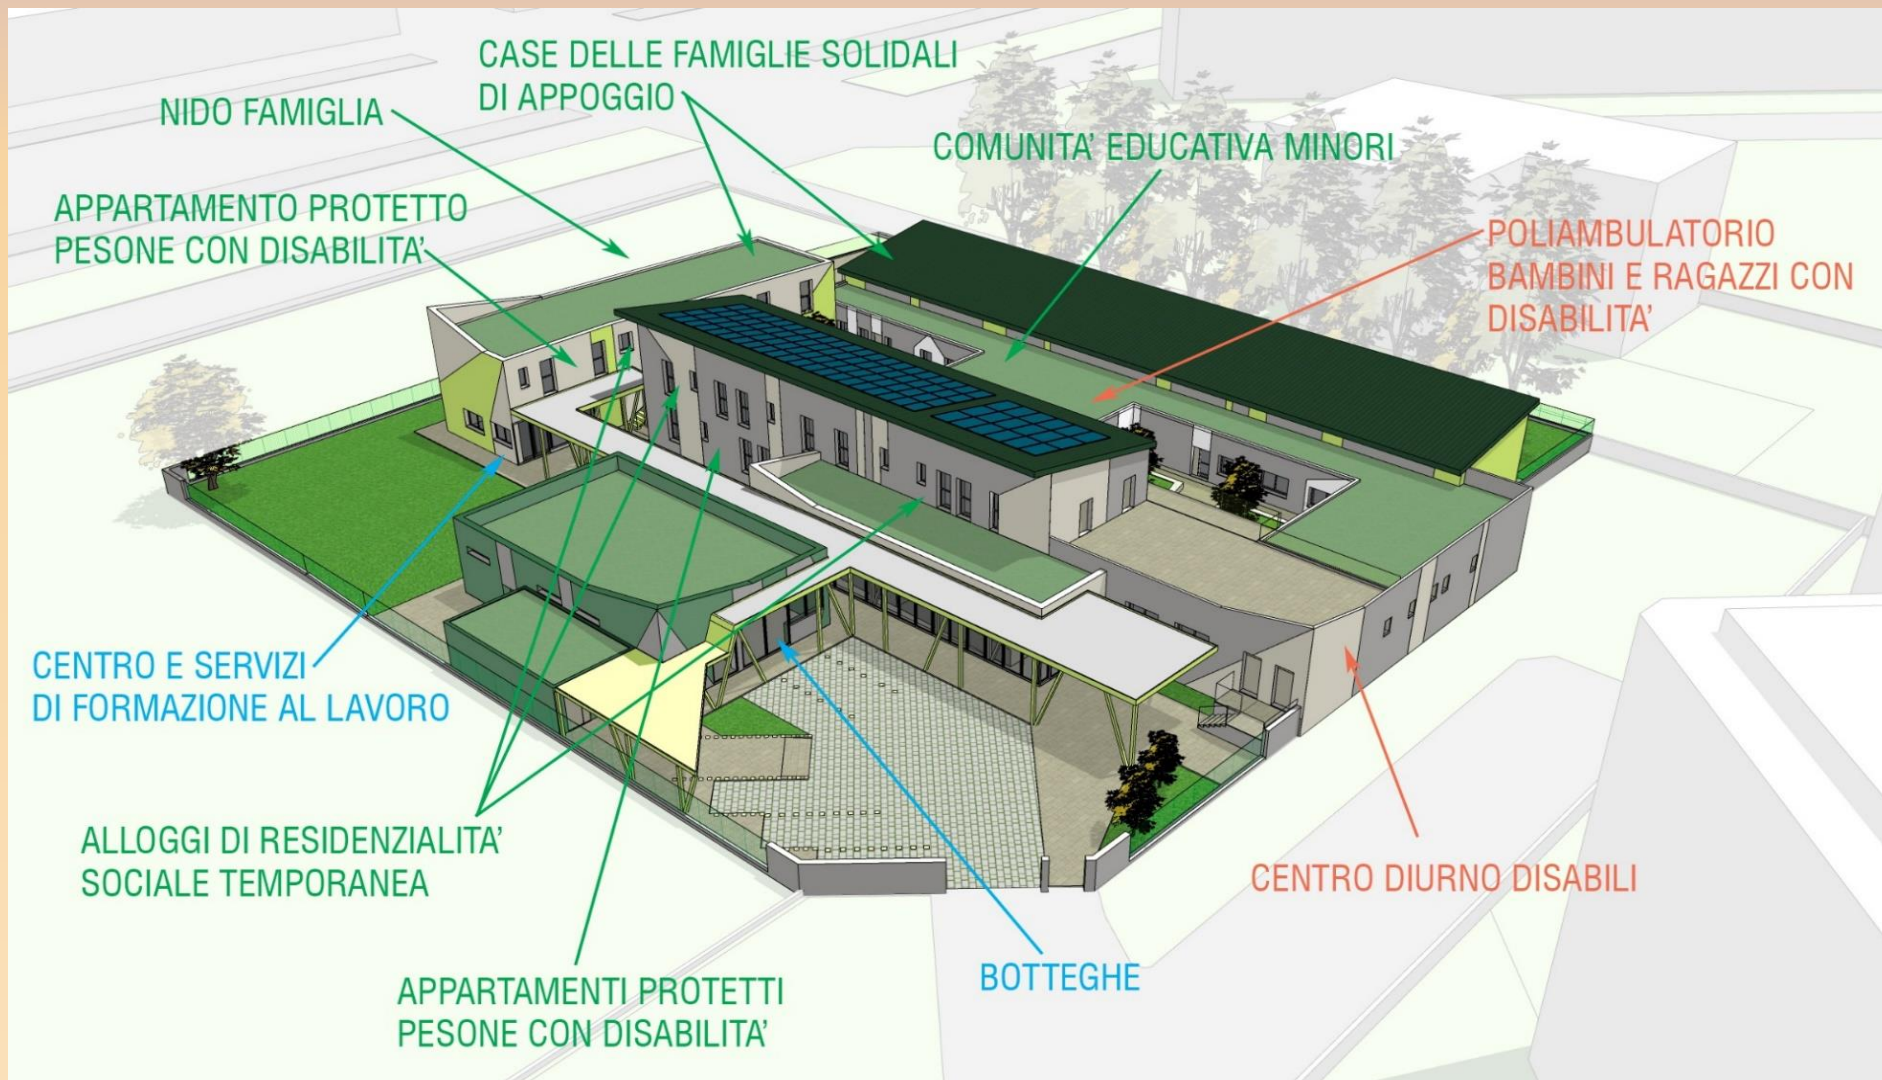 CASE DELLE FAMIGLIE SOLIDALI
DI APPOGGIO
NIDO FAMIGLIA
COMUNITA' EDUCATIVA MINORI
APPARTAMENTO PROTETTO
PESONE CON DISABILITA'
POLIAMBULATORIO
BAMBINI E RAGAZZI CON
DISABILITA'
CENTRO E SERVIZI
DI FORMAZIONE AL LAVORO
ALLOGGI DI RESIDENZIALITA'
SOCIALE TEMPORANEA
CENTRO DIURNO DISABILI
BOTTEGHE
APPARTAMENTI PROTETTI
PESONE CON DISABILITA'